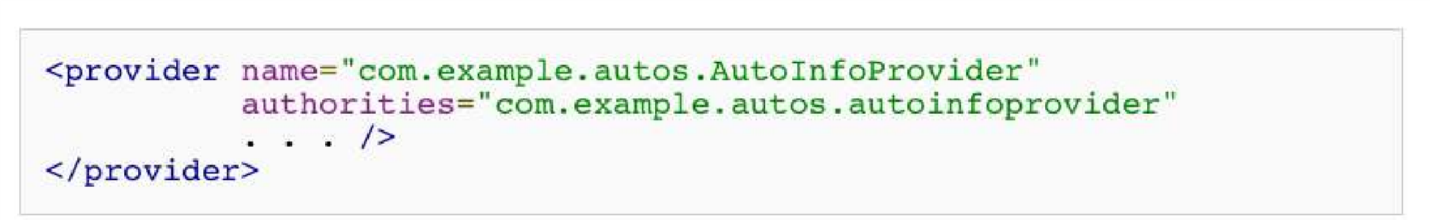 <provider name="com.example.autos.AutoInfoProvider"
          authorities="com.example.autos.autoinfoprovider"
          . . . />
</provider>